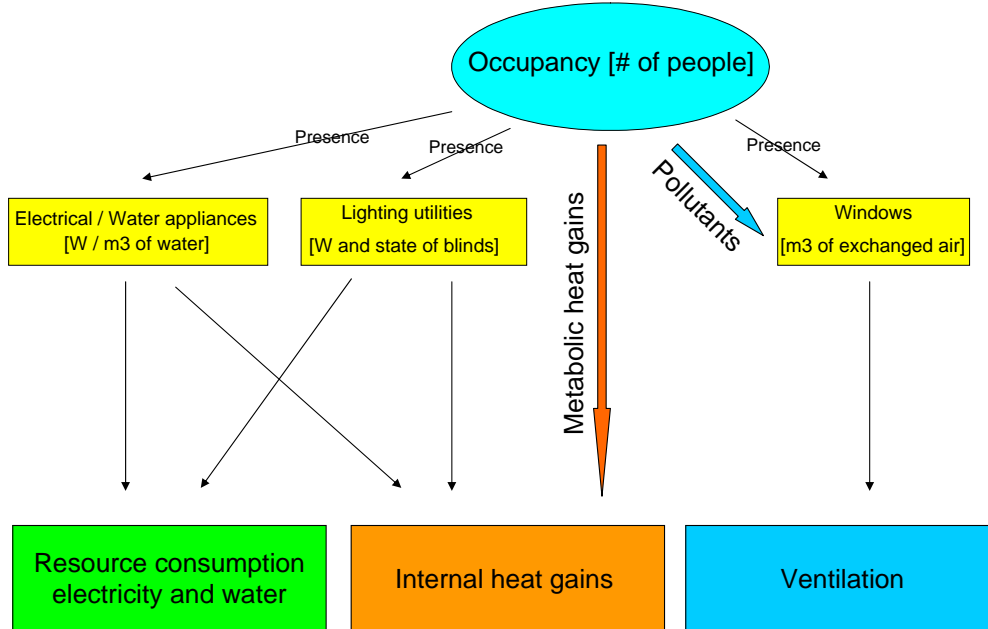 Occupancy [# of people]
Presence
Presence
Presence
Pollutants
Metabolic heat gains
Electrical / Water appliances
[W / m3 of water]
Lighting utilities
[W and state of blinds]
Windows
[m3 of exchanged air]
Resource consumption
electricity and water
Internal heat gains
Ventilation